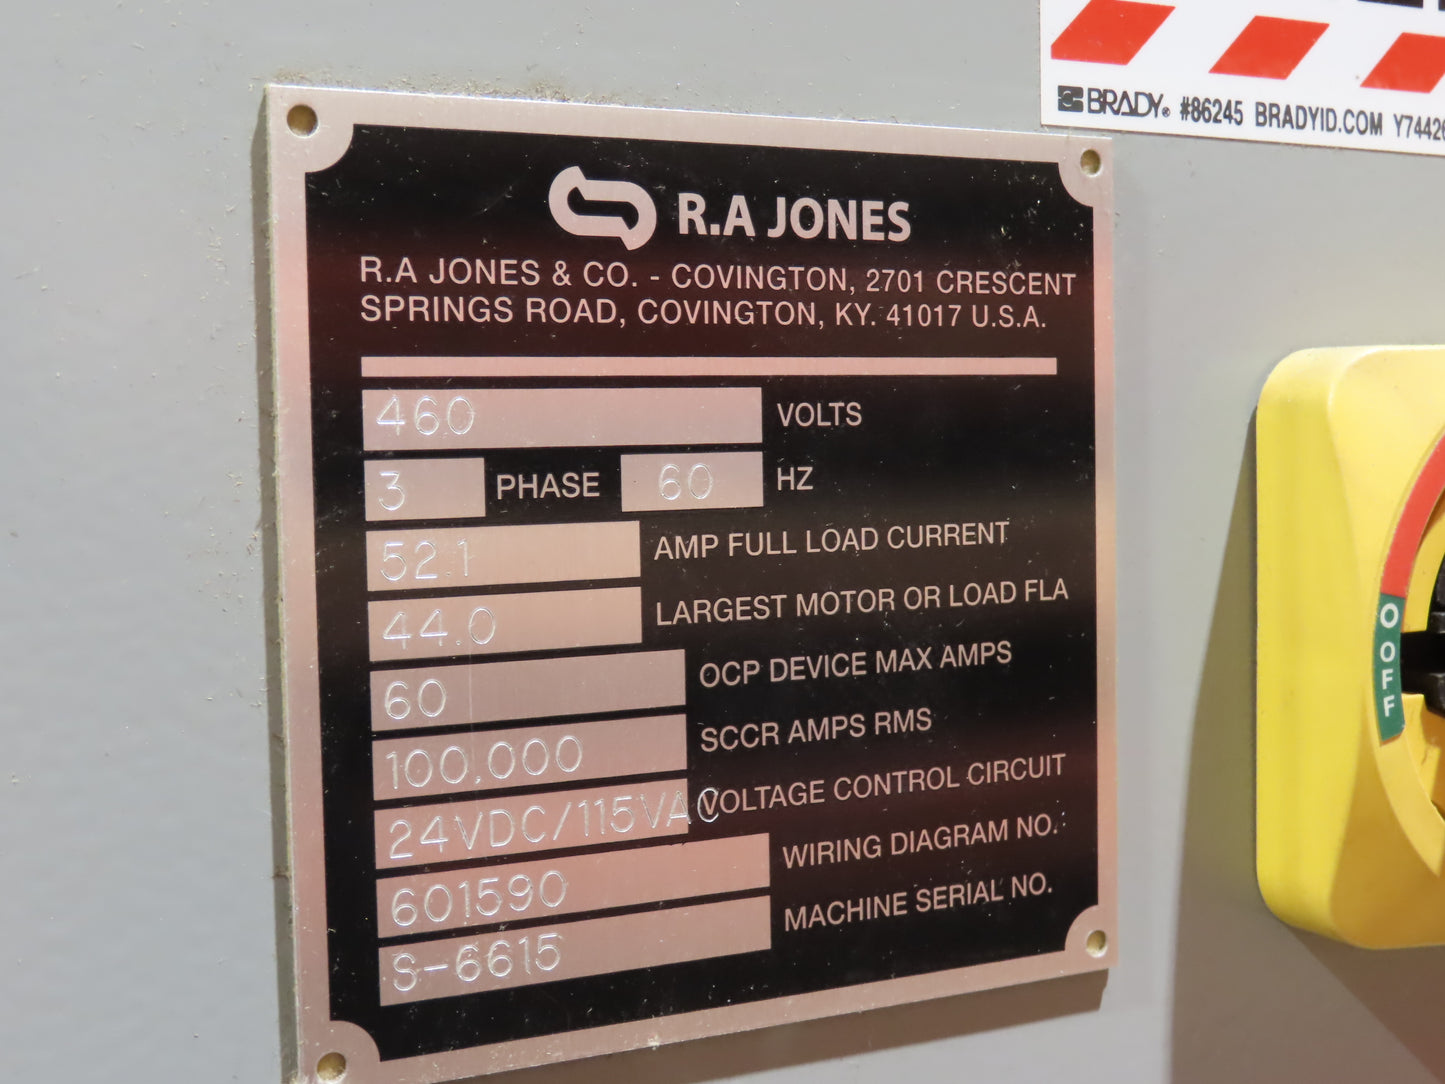 BRADY® #86245 BRADYID.COM
R.A JONES
R.A JONES & CO. - COVINGTON, 2701 CRESCENT
SPRINGS ROAD, COVINGTON, KY. 41017 U.S.A.
460 VOLTS
3 PHASE 60 HZ
52.1 AMP FULL LOAD CURRENT
44.0 LARGEST MOTOR OR LOAD FLA
60 OCP DEVICE MAX AMPS
100,000 SCCR AMPS RMS
24VDC/115VAC VOLTAGE CONTROL CIRCUIT
601590 WIRING DIAGRAM NO.
S-6615 MACHINE SERIAL NO.
OFF